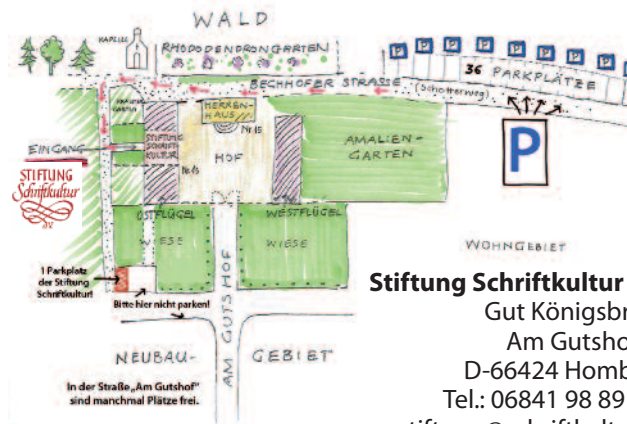 WALD
KAPELLE
RHODODENDRONGARTEN
BECHHOFER STRASSE
36 PARKPLÄTZE
(Schotterweg)
P P P P P P P P
P
HERREN-
HAUS
Nr. 15
EINGANG
STIFTUNG
SCHRIFT-
KULTUR
HOF
AMALIEN-
GARTEN
STIFTUNG
Schriftkultur
e.V.
OSTFLÜGEL
WESTFLÜGEL
WIESE
WIESE
WOHNGEBIET
1 Parkplatz
der Stiftung
Schriftkultur!
Bitte hier nicht parken!
AM GUTSHOF
NEUBAU-
GEBIET
In der Straße „Am Gutshof"
sind manchmal Plätze frei.
Stiftung Schriftkultur
Gut Königsbr
Am Gutsho
D-66424 Homb
Tel.: 06841 98 89